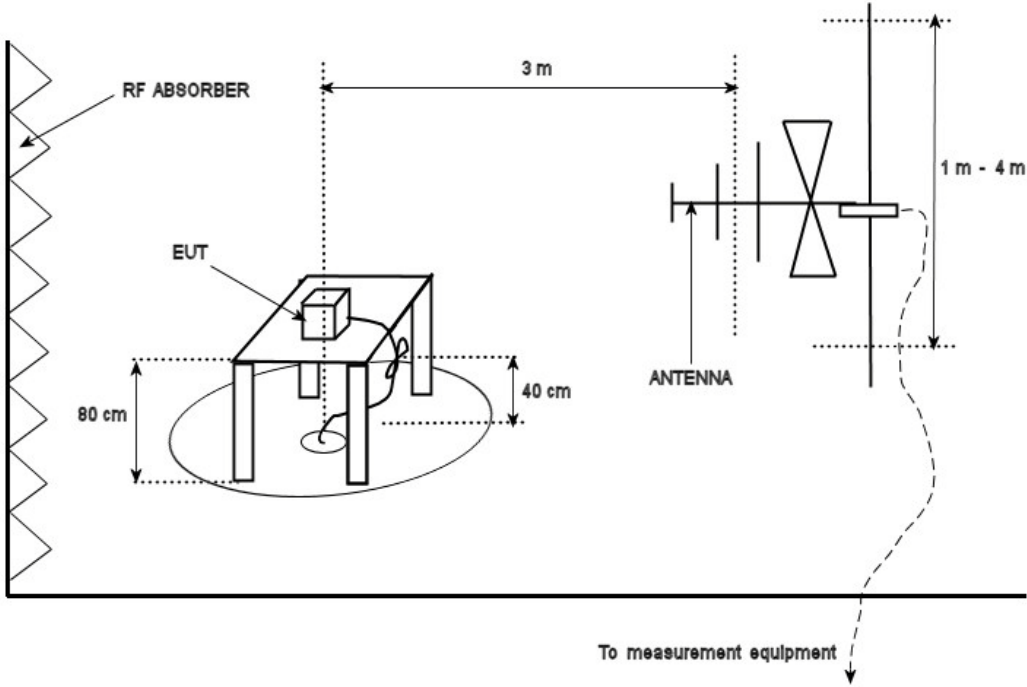 3 m
RF ABSORBER
1 m - 4 m
EUT
ANTENNA
40 cm
80 cm
To measurement equipment